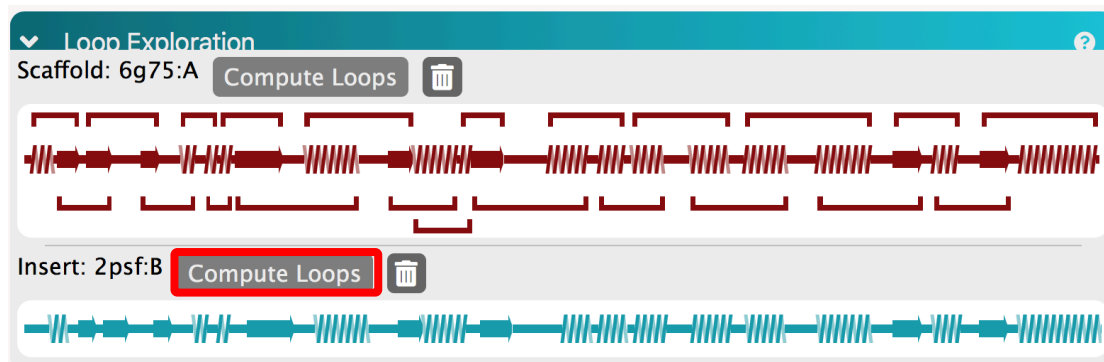 Loop Exploration
?
Scaffold: 6g75:A Compute Loops
Insert: 2psf:B Compute Loops